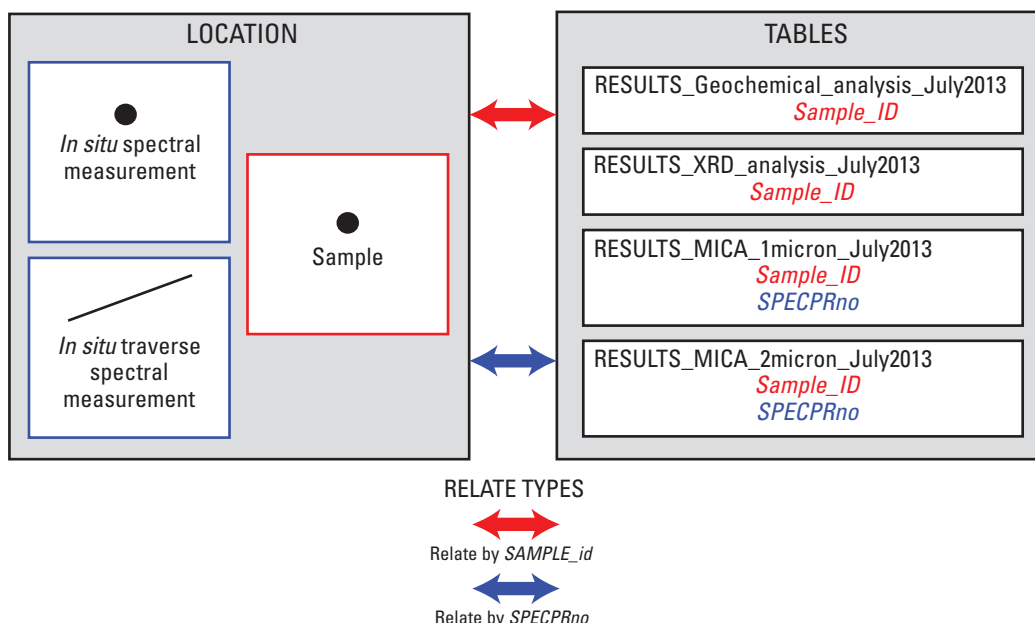 LOCATION
In situ spectral
measurement
Sample
In situ traverse
spectral
measurement
TABLES
RESULTS_Geochemical_analysis_July2013
Sample_ID
RESULTS_XRD_analysis_July2013
Sample_ID
RESULTS_MICA_1micron_July2013
Sample_ID
SPECPRno
RESULTS_MICA_2micron_July2013
Sample_ID
SPECPRno
RELATE TYPES
Relate by SAMPLE_id
Relate by SPECPRno